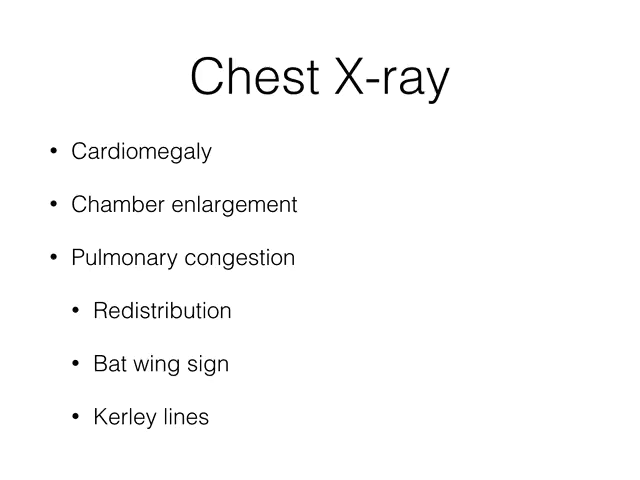 Chest X-ray
• Cardiomegaly
• Chamber enlargement
• Pulmonary congestion
• Redistribution
• Bat wing sign
• Kerley lines